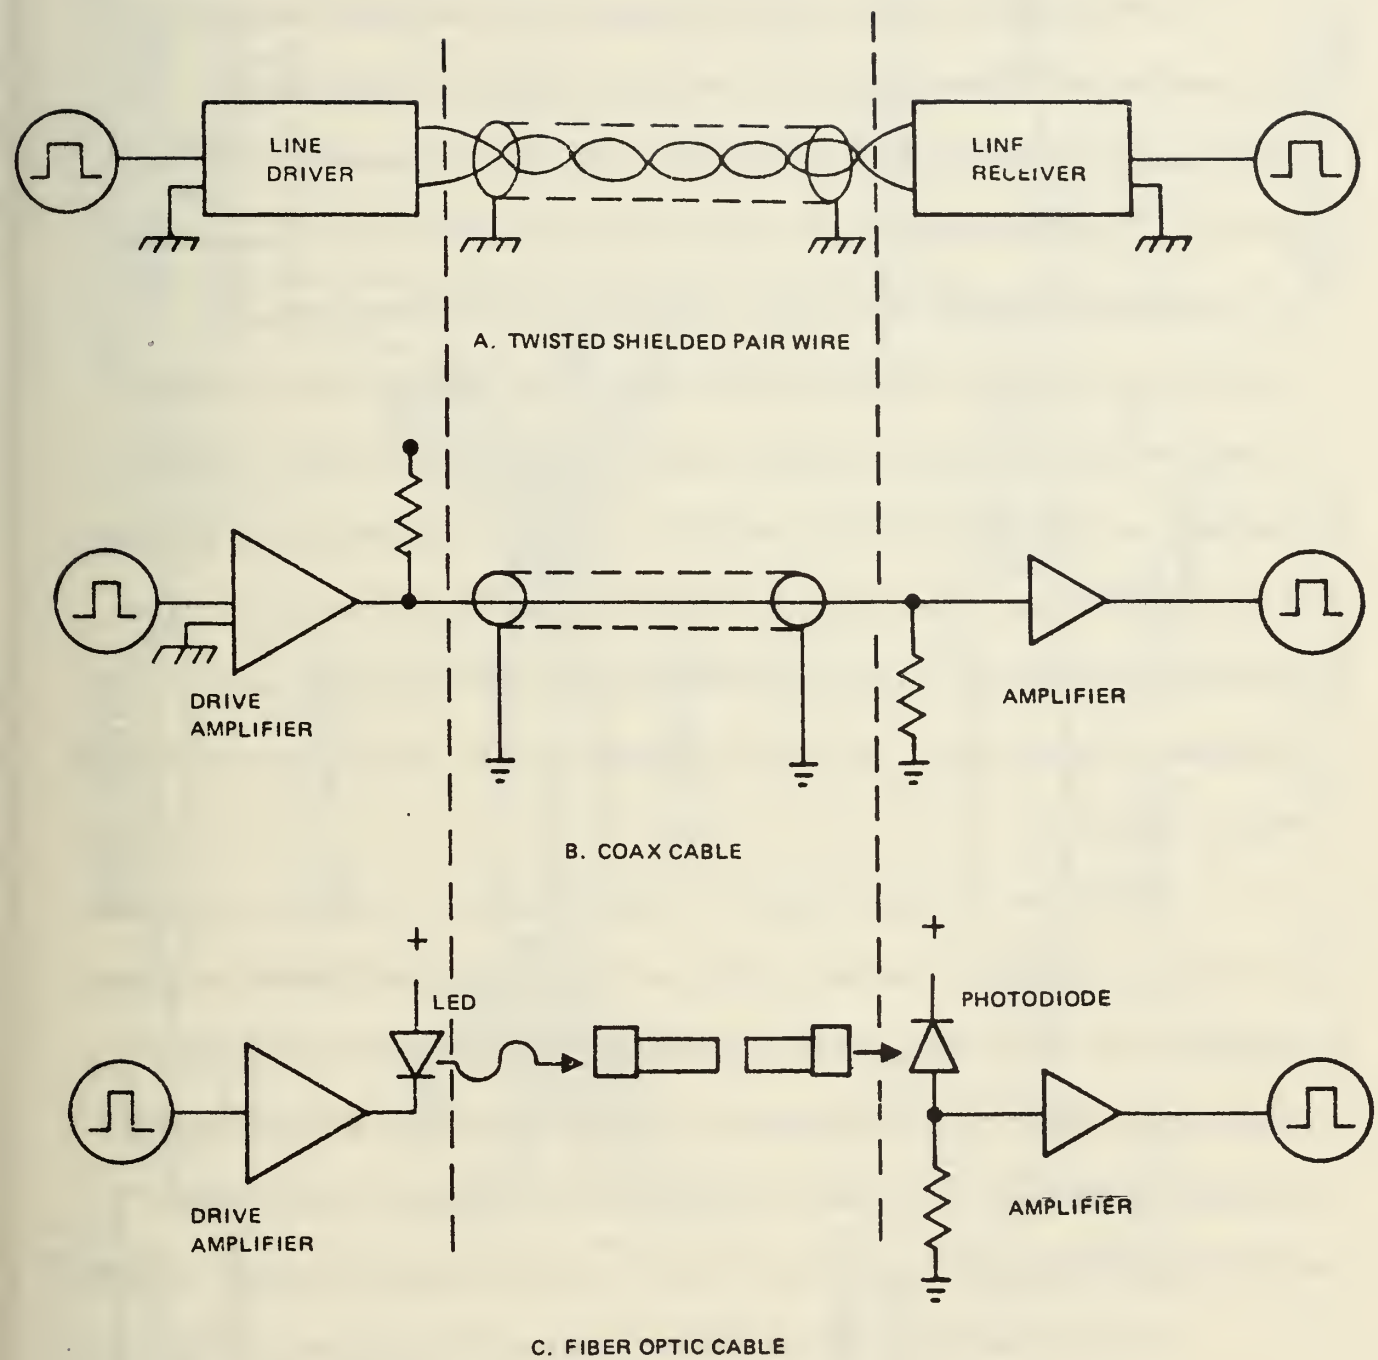 LINE
DRIVER
LINE
RECEIVER
A. TWISTED SHIELDED PAIR WIRE
DRIVE
AMPLIFIER
AMPLIFIER
B. COAX CABLE
+
LED
+
PHOTODIODE
DRIVE
AMPLIFIER
AMPLIFIER
C. FIBER OPTIC CABLE